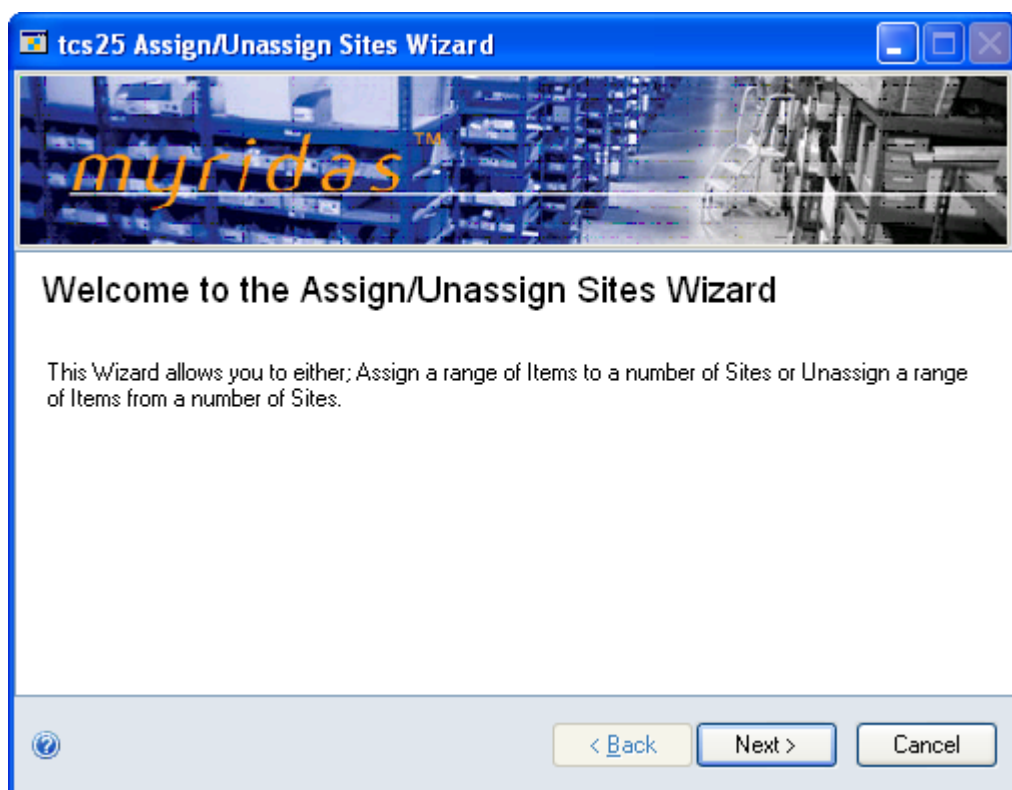 tcs25 Assign/Unassign Sites Wizard
myridas™
Welcome to the Assign/Unassign Sites Wizard
This Wizard allows you to either; Assign a range of Items to a number of Sites or Unassign a range
of Items from a number of Sites.
< Back Next > Cancel